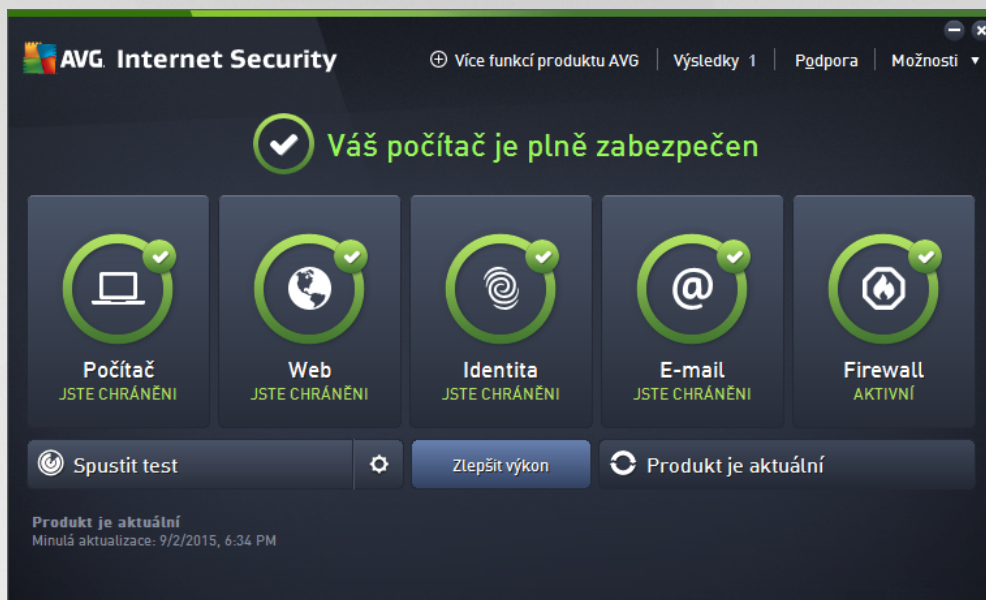 AVG. Internet Security
Více funkcí produktu AVG
Výsledky 1
Podpora
Možnosti
Váš počítač je plně zabezpečen
Počítač
JSTE CHRÁNĚNI
Web
JSTE CHRÁNĚNI
Identita
JSTE CHRÁNĚNI
@
E-mail
JSTE CHRÁNĚNI
Firewall
AKTIVNÍ
Spustit test
Zlepšit výkon
Produkt je aktuální
Produkt je aktuální
Minulá aktualizace: 9/2/2015, 6:34 PM